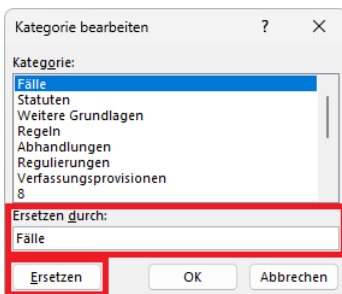 Kategorie bearbeiten ? ×
Kategorie:
Fälle
Statuten
Weitere Grundlagen
Regeln
Abhandlungen
Regulierungen
Verfassungsprovisionen
8
Ersetzen durch:
Fälle
Ersetzen OK Abbrechen